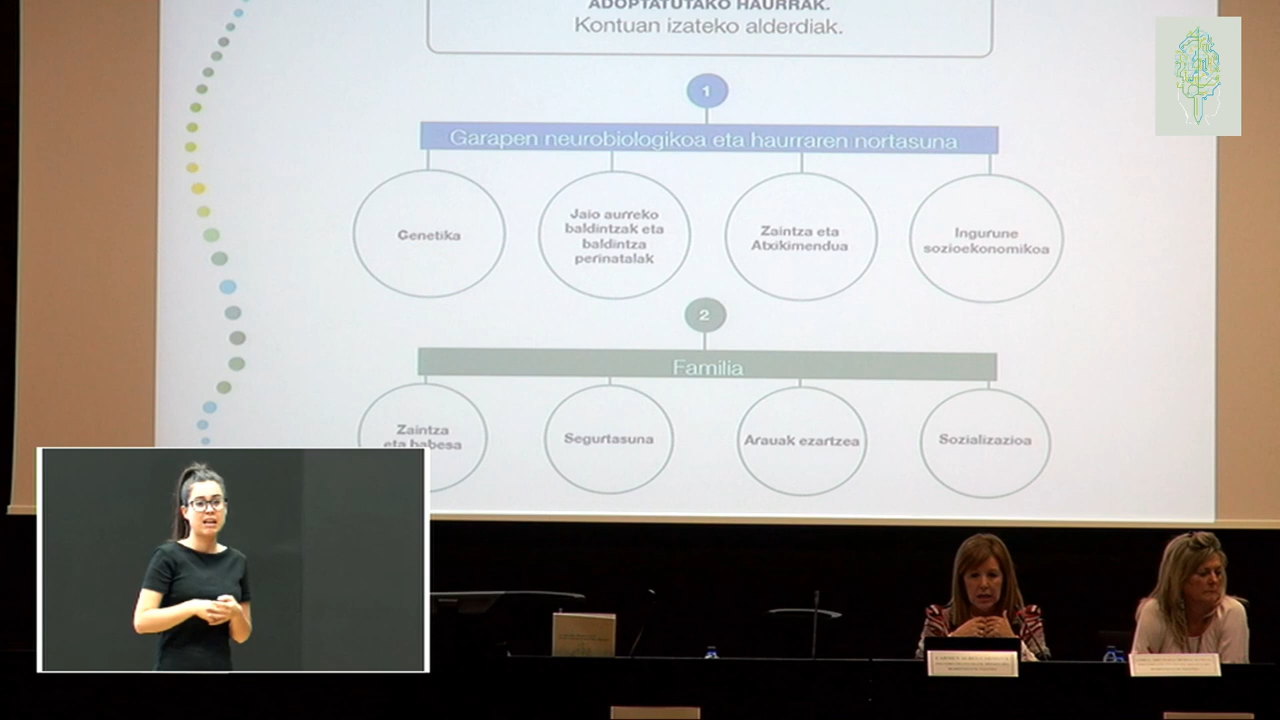 ADOPTATUTAKO HAURRAK.
Kontuan izateko alderdiak.
1
Garapen neurobiologikoa eta haurraren nortasuna
Genetika
Jaio aurreko
baldintzak eta
baldintza
perinatalak
Zaintza eta
Atxikimendua
Ingurune
sozioekonomikoa
2
Familia
Zaintza
eta babesa
Segurtasuna
Arauak ezartzea
Sozializazioa